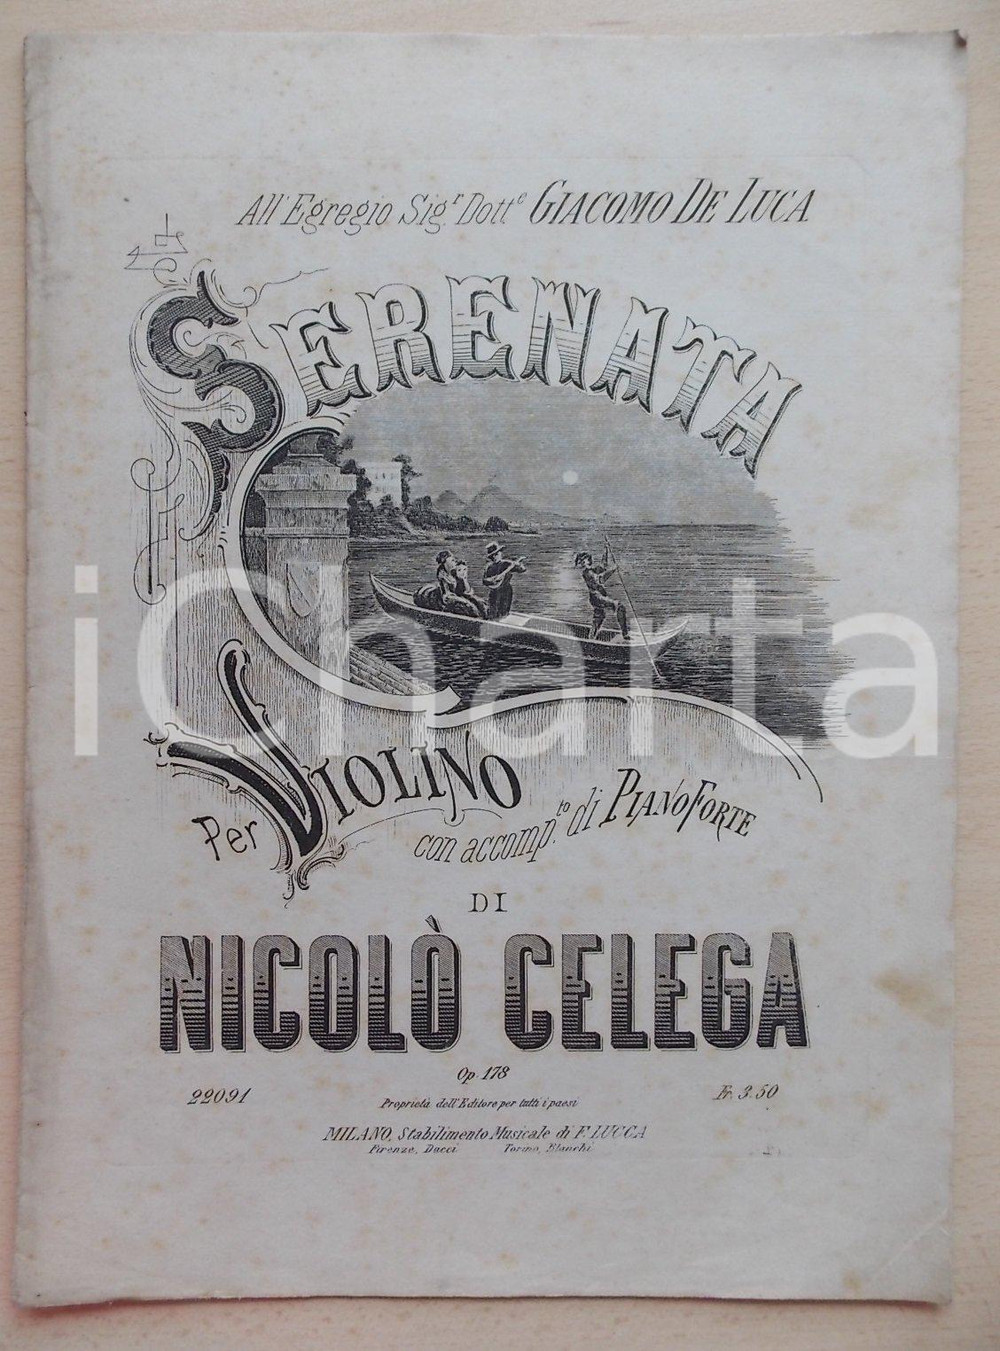 All' Egregio Sig.r Dott.e GIACOMO DE LUCA
SERENATA
Per VIOLINO
con accomp.to di PIANOFORTE
DI
NICOLÒ CELEGA
Op. 178
22091
Fr. 3.50
Proprietà dell'Editore per tutti i paesi
MILANO, Stabilimento Musicale di F. LUCCA
Firenze, Ducci Torino, Bianchi
iCharta